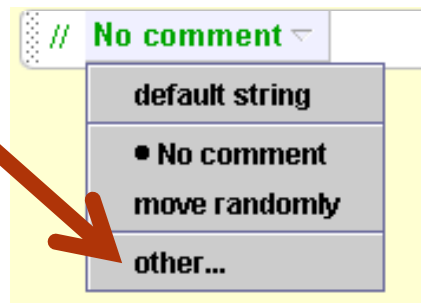 // No comment
default string
No comment
move randomly
other...